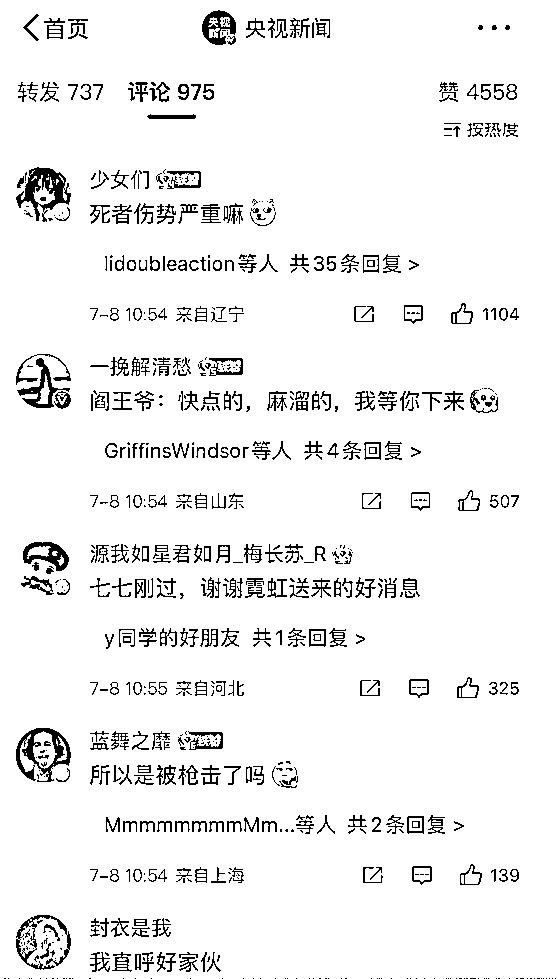 首页
央视新闻
转发 737 评论 975 赞 4558
按热度
少女们
死者伤势严重嘛
lidoubleaction等人 共35条回复 >
7-8 10:54 来自辽宁 1104
一挽解清愁
阎王爷：快点的，麻溜的，我等你下来
GriffinsWindsor等人 共4条回复 >
7-8 10:54 来自山东 507
源我如星君如月_梅长苏_R
七七刚过，谢谢霓虹送来的好消息
y同学的好朋友 共1条回复 >
7-8 10:55 来自河北 325
蓝舞之靡
所以是被枪击了吗
MmmmmmmMm...等人 共2条回复 >
7-8 10:54 来自上海 139
封衣是我
我直呼好家伙